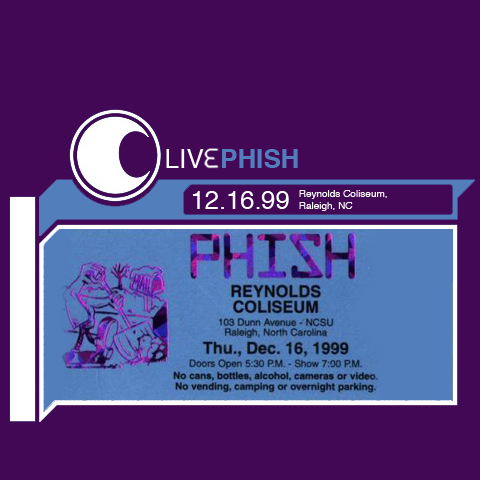 LIVEPHISH
12.16.99
Reynolds Coliseum,
Raleigh, NC
PHISH
REYNOLDS
COLISEUM
103 Dunn Avenue - NCSU
Raleigh, North Carolina
Thu., Dec. 16, 1999
Doors Open 5:30 P.M. - Show 7:00 P.M.
No cans, bottles, alcohol, cameras or video.
No vending, camping or overnight parking.